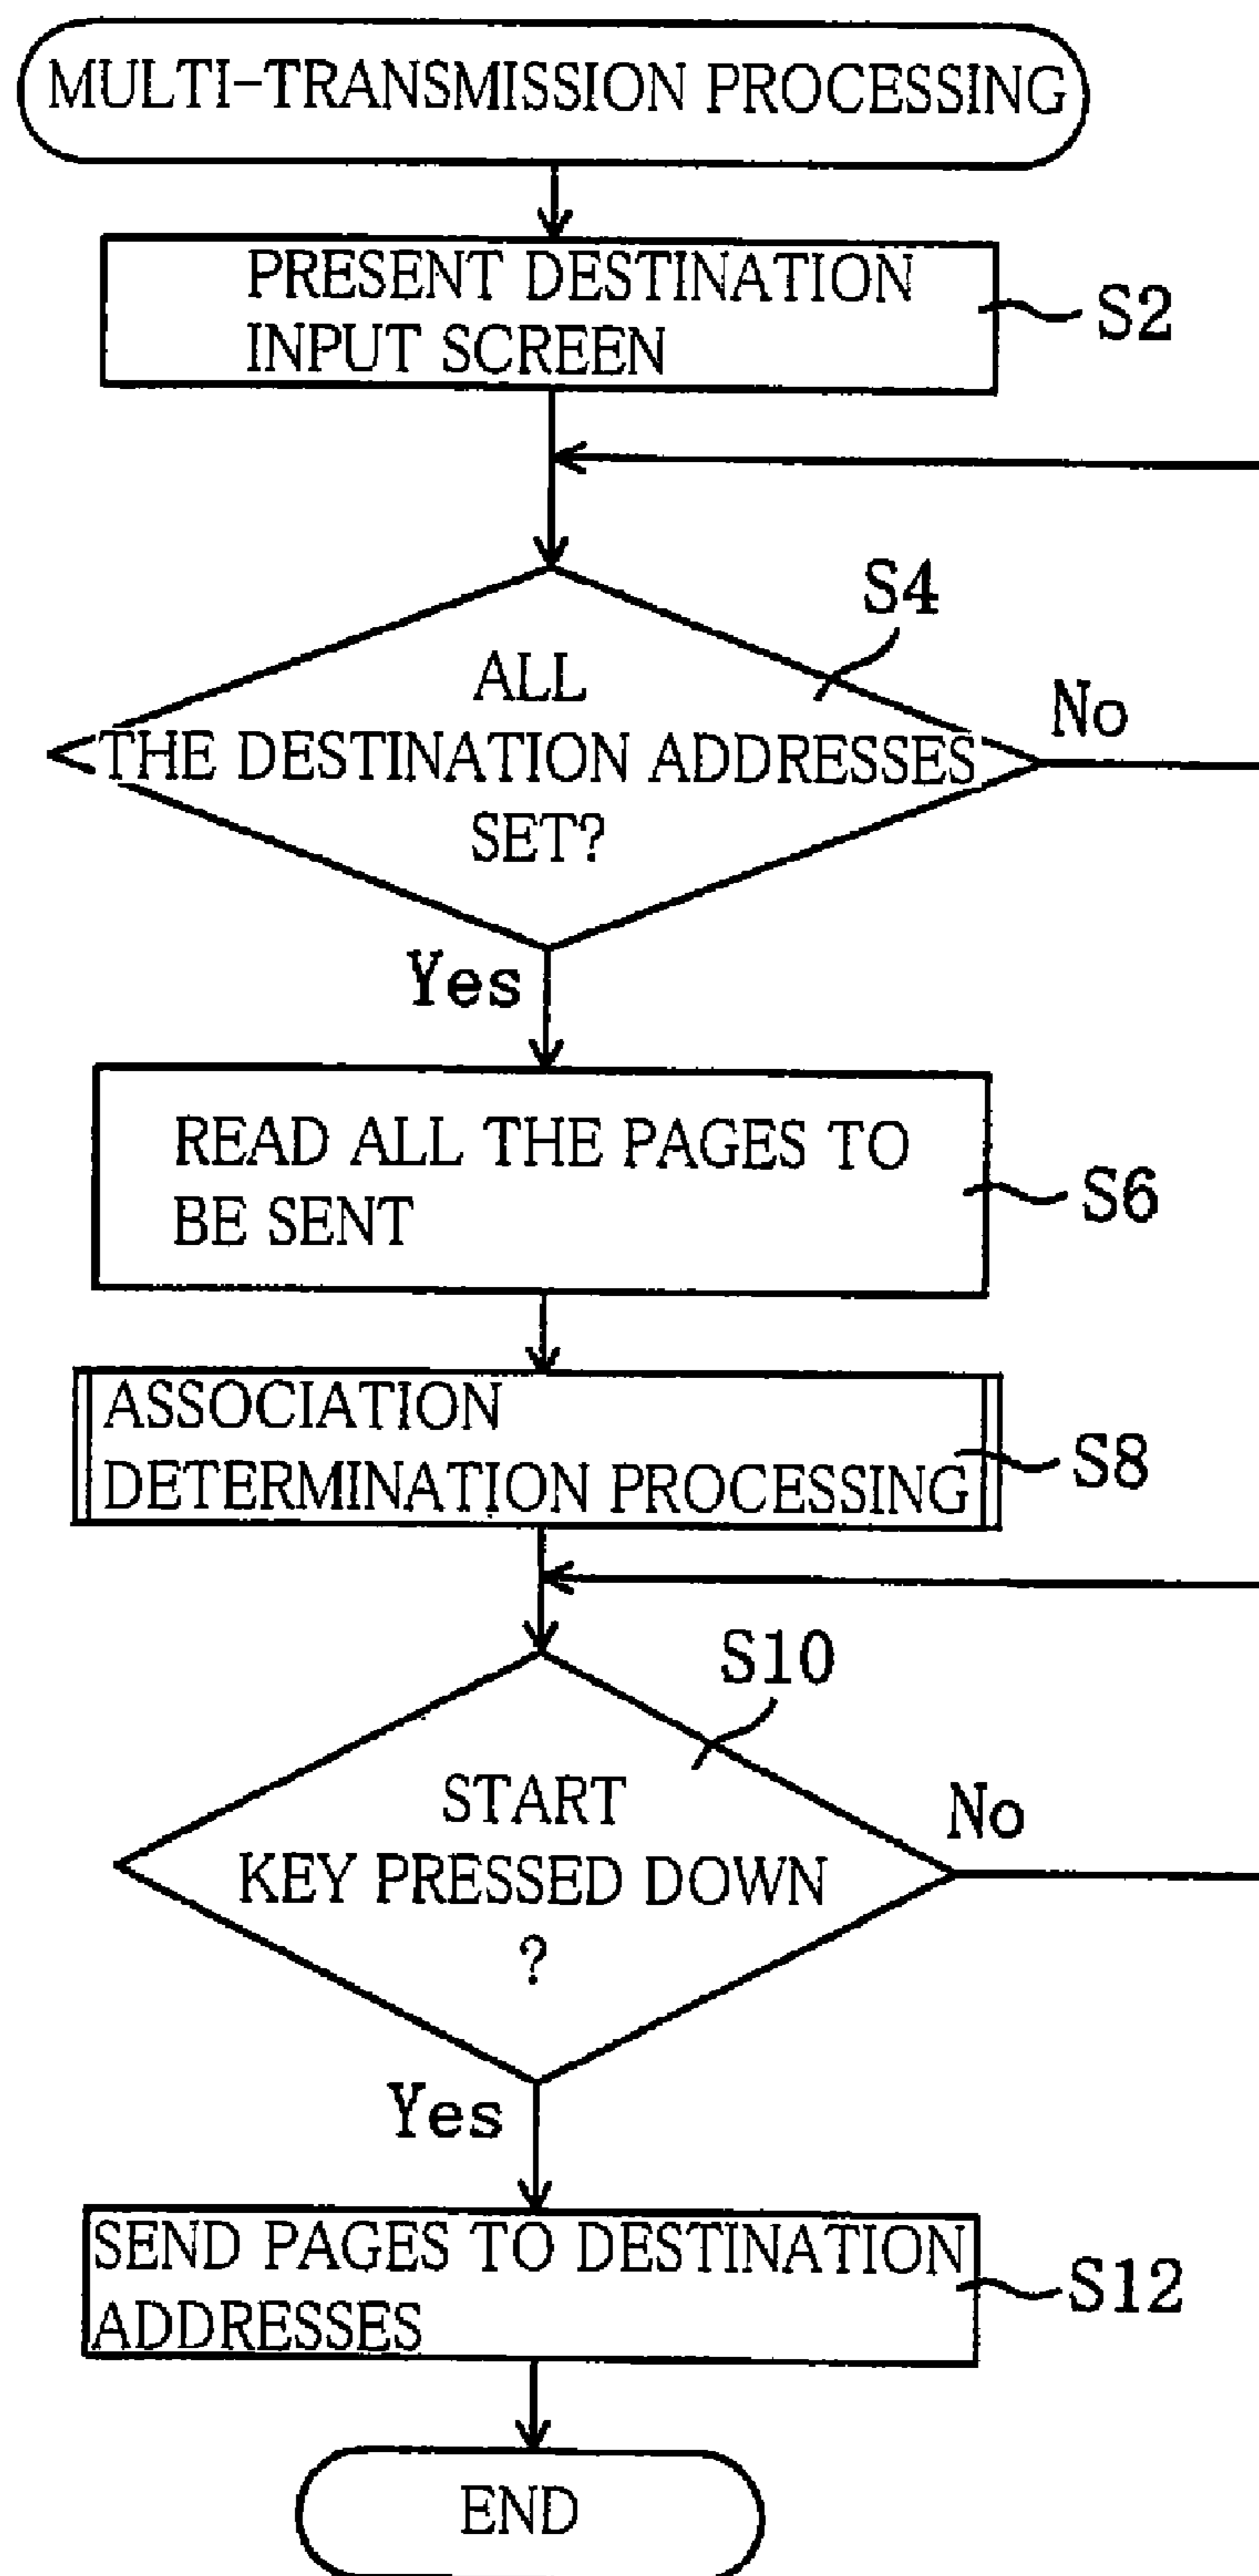 MULTI-TRANSMISSION PROCESSING
PRESENT DESTINATION
INPUT SCREEN
S2
S4
ALL
THE DESTINATION ADDRESSES
SET?
No
Yes
READ ALL THE PAGES TO
BE SENT
S6
ASSOCIATION
DETERMINATION PROCESSING
S8
S10
START
KEY PRESSED DOWN
?
No
Yes
SEND PAGES TO DESTINATION
ADDRESSES
S12
END